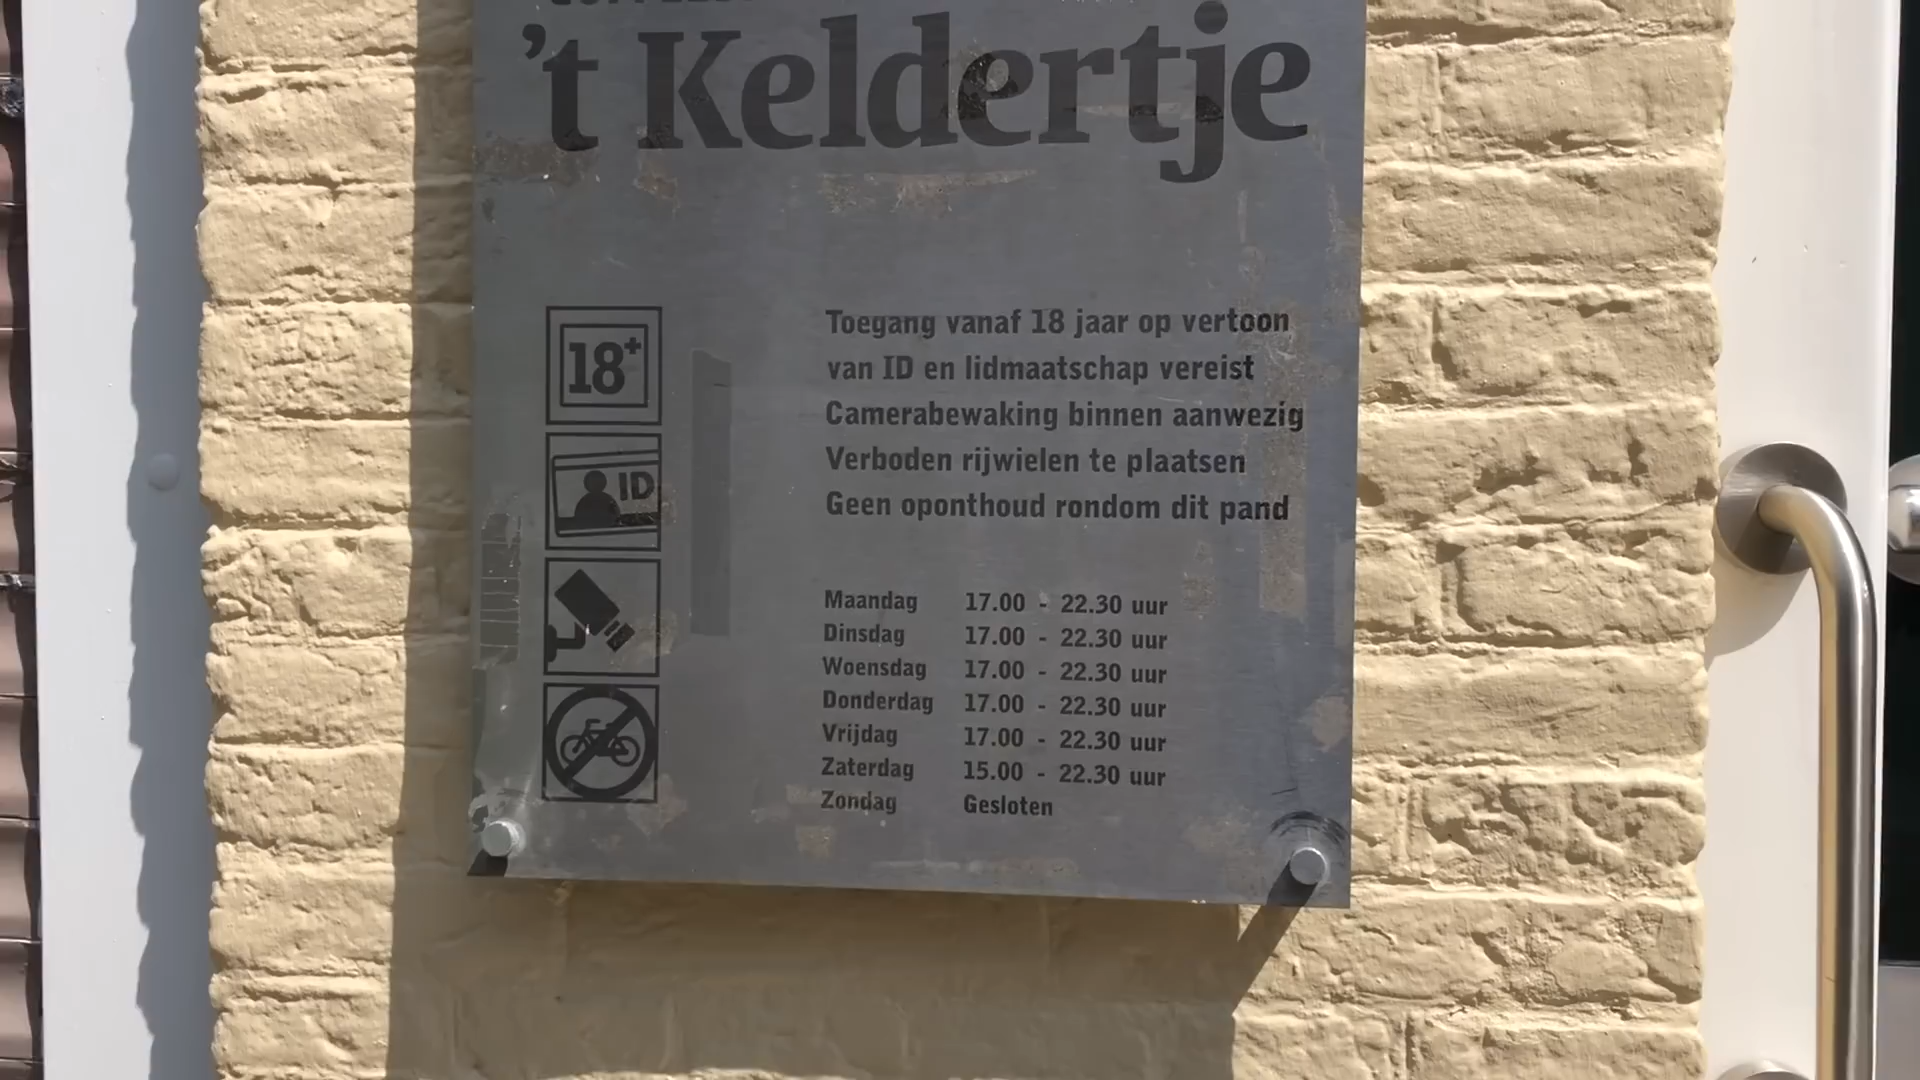 't Keldertje
18+
Toegang vanaf 18 jaar op vertoon
van ID en lidmaatschap vereist
Camerabewaking binnen aanwezig
Verboden rijwielen te plaatsen
Geen oponthoud rondom dit pand
ID
Maandag 17.00 - 22.30 uur
Dinsdag 17.00 - 22.30 uur
Woensdag 17.00 - 22.30 uur
Donderdag 17.00 - 22.30 uur
Vrijdag 17.00 - 22.30 uur
Zaterdag 15.00 - 22.30 uur
Zondag Gesloten